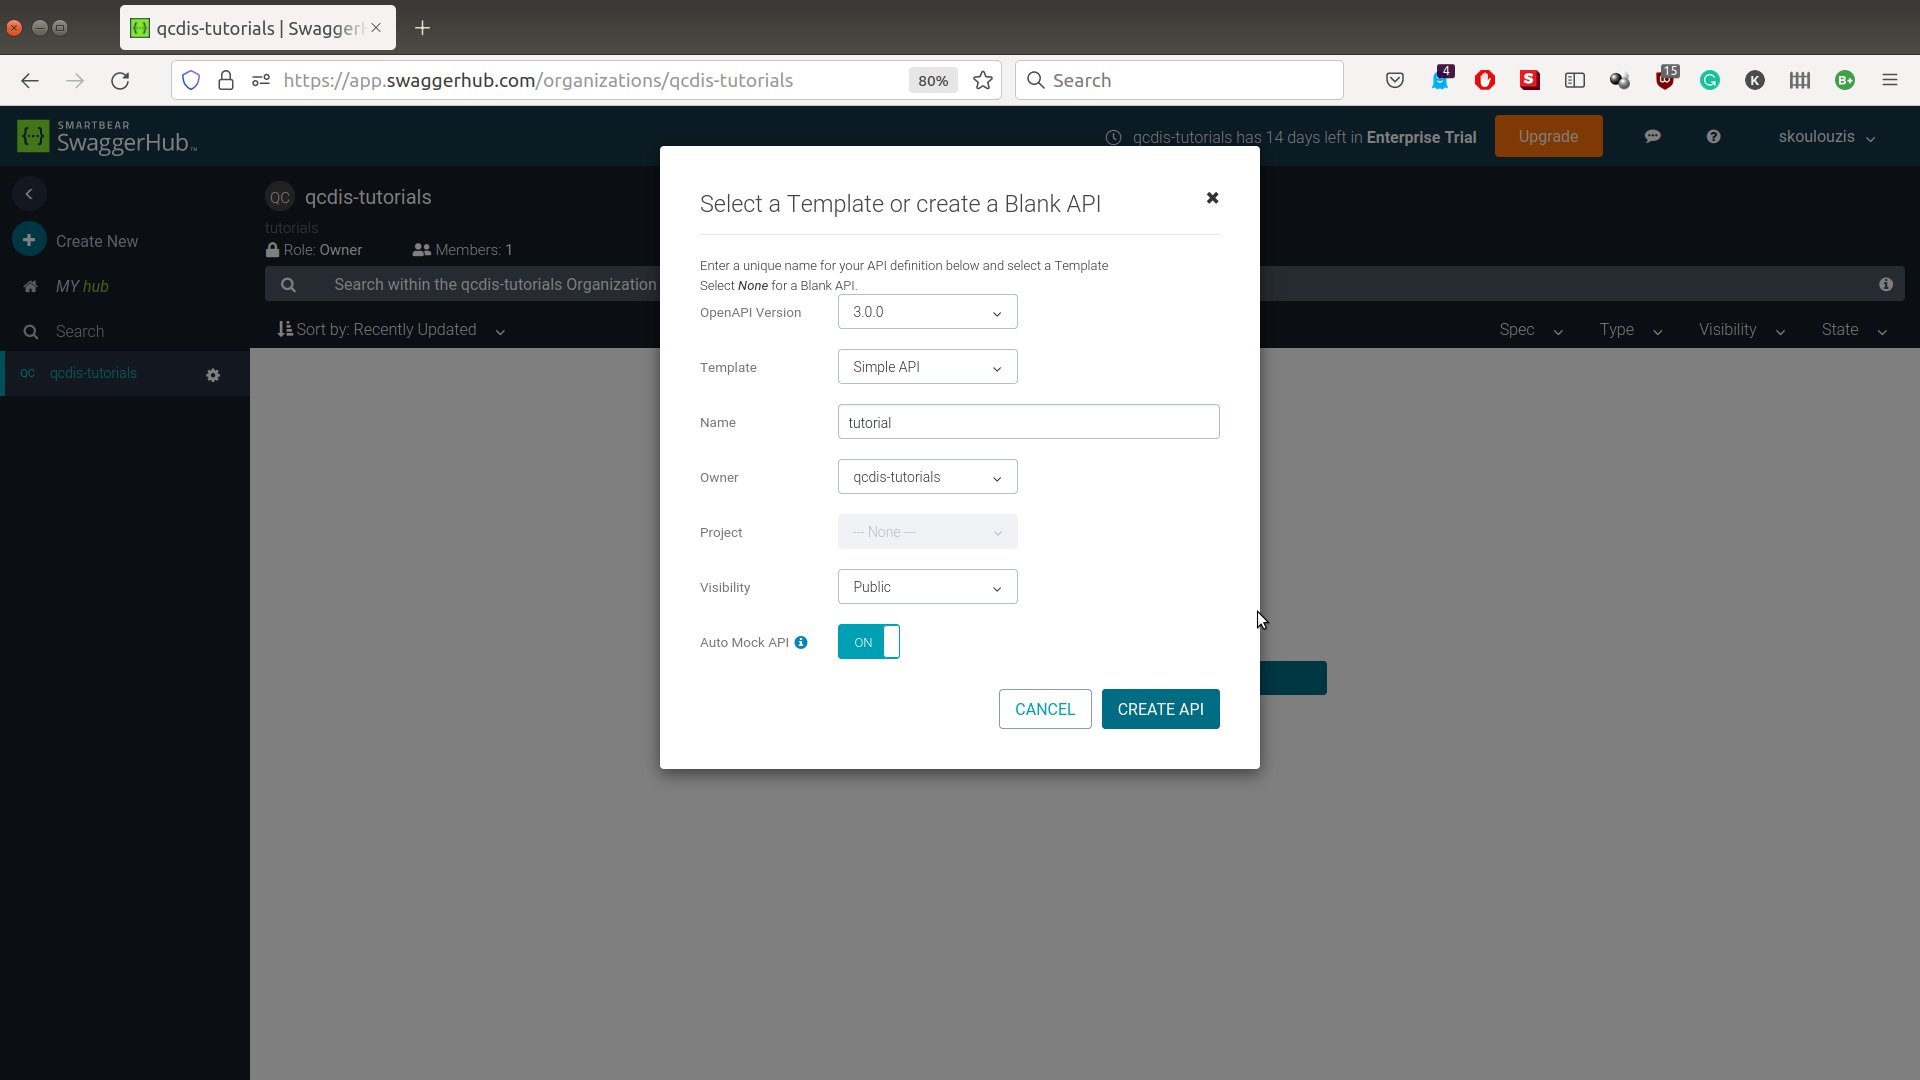 qcdis-tutorials | Swagger
https://app.swaggerhub.com/organizations/qcdis-tutorials
80%
Search
4
15
K
B+
SMARTBEAR
SwaggerHub™
qcdis-tutorials has 14 days left in Enterprise Trial
Upgrade
skoulouzis
Create New
MY hub
Search
QC qcdis-tutorials
QC qcdis-tutorials
tutorials
Role: Owner
Members: 1
Search within the qcdis-tutorials Organization
Sort by: Recently Updated
Spec
Type
Visibility
State
Select a Template or create a Blank API
Enter a unique name for your API definition below and select a Template
Select None for a Blank API.
OpenAPI Version
3.0.0
Template
Simple API
Name
tutorial
Owner
qcdis-tutorials
Project
--- None ---
Visibility
Public
Auto Mock API
ON
CANCEL
CREATE API